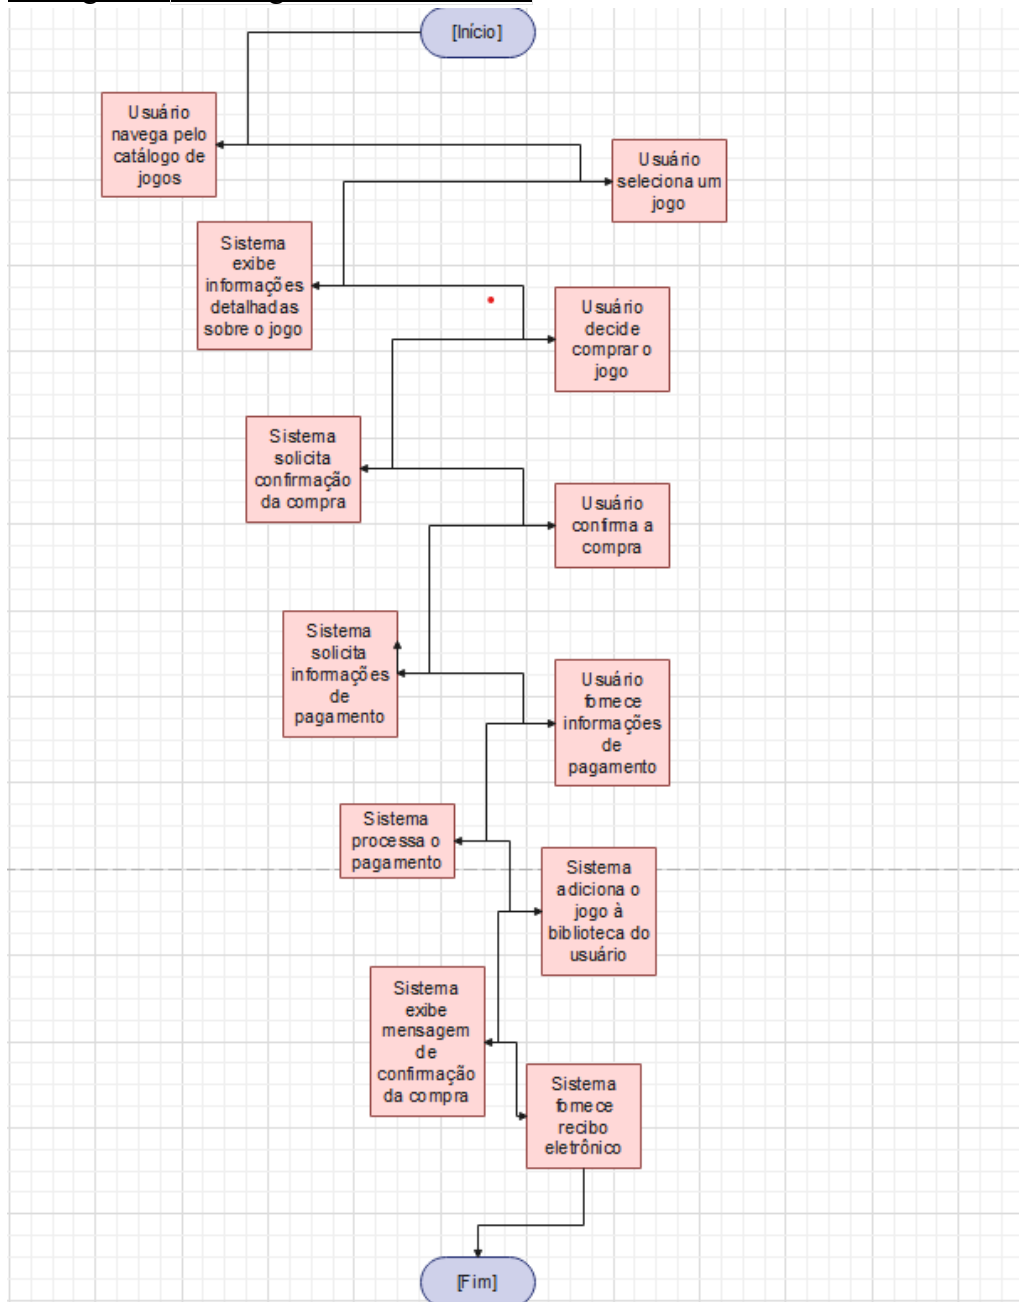 [Início]
Usuário
navega pelo
catálogo de
jogos
Usuário
seleciona um
jogo
Sistema
exibe
informações
detalhadas
sobre o jogo
Usuário
decide
comprar o
jogo
Sistema
solicita
confirmação
da compra
Usuário
confirma a
compra
Sistema
solicita
informações
de
pagamento
Usuário
fornece
informações
de
pagamento
Sistema
processa o
pagamento
Sistema
adiciona o
jogo à
biblioteca do
usuário
Sistema
exibe
mensagem
de
confirmação
da compra
Sistema
fornece
recibo
eletrônico
[Fim]